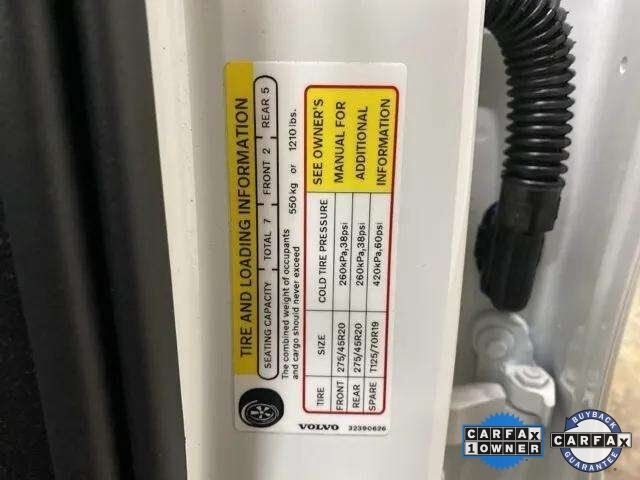 TIRE AND LOADING INFORMATION
SEATING CAPACITY TOTAL 7 FRONT 2 REAR 5
The combined weight of occupants
and cargo should never exceed 550 kg or 1210 lbs.
TIRE SIZE COLD TIRE PRESSURE
FRONT 275/45R20 260kPa,38psi
REAR 275/45R20 260kPa,38psi
SPARE T125/70R19 420kPa,60psi
SEE OWNER'S
MANUAL FOR
ADDITIONAL
INFORMATION
VOLVO 32390626
CARFAX
1 OWNER
BUYBACK
CARFAX
GUARANTEE